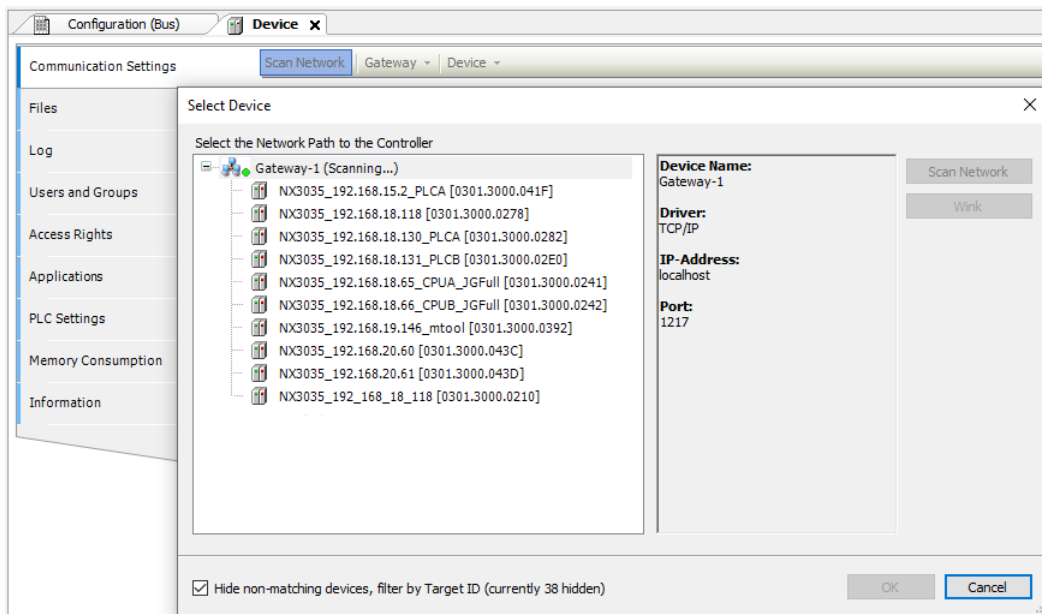 Configuration (Bus)
Device
Communication Settings
Scan Network
Gateway
Device
Files
Log
Users and Groups
Access Rights
Applications
PLC Settings
Memory Consumption
Information
Select Device
Select the Network Path to the Controller
Gateway-1 (Scanning...)
NX3035_192.168.15.2_PLCA [0301.3000.041F]
NX3035_192.168.18.118 [0301.3000.0278]
NX3035_192.168.18.130_PLCA [0301.3000.0282]
NX3035_192.168.18.131_PLCB [0301.3000.02E0]
NX3035_192.168.18.65_CPUA_JGFull [0301.3000.0241]
NX3035_192.168.18.66_CPUB_JGFull [0301.3000.0242]
NX3035_192.168.19.146_mtool [0301.3000.0392]
NX3035_192.168.20.60 [0301.3000.043C]
NX3035_192.168.20.61 [0301.3000.043D]
NX3035_192_168_18_118 [0301.3000.0210]
Device Name:
Gateway-1
Driver:
TCP/IP
IP-Address:
localhost
Port:
1217
Scan Network
Wink
Hide non-matching devices, filter by Target ID (currently 38 hidden)
OK
Cancel